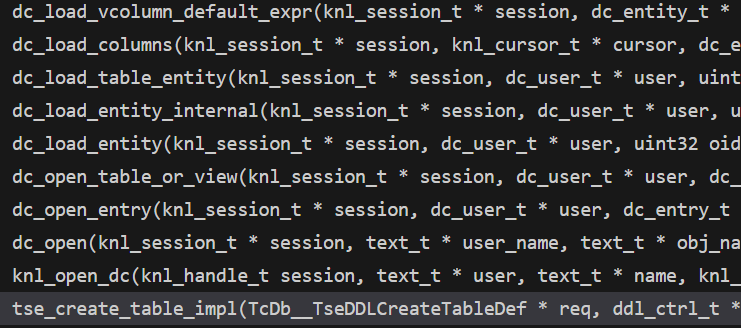 dc_load_vcolumn_default_expr(knl_session_t * session, dc_entity_t *
dc_load_columns(knl_session_t * session, knl_cursor_t * cursor, dc_e
dc_load_table_entity(knl_session_t * session, dc_user_t * user, uint
dc_load_entity_internal(knl_session_t * session, dc_user_t * user, u
dc_load_entity(knl_session_t * session, dc_user_t * user, uint32 oid
dc_open_table_or_view(knl_session_t * session, dc_user_t * user, dc_
dc_open_entry(knl_session_t * session, dc_user_t * user, dc_entry_t
dc_open(knl_session_t * session, text_t * user_name, text_t * obj_na
knl_open_dc(knl_handle_t session, text_t * user, text_t * name, knl_
tse_create_table_impl(TcDb__TseDDLCreateTableDef * req, ddl_ctrl_t *